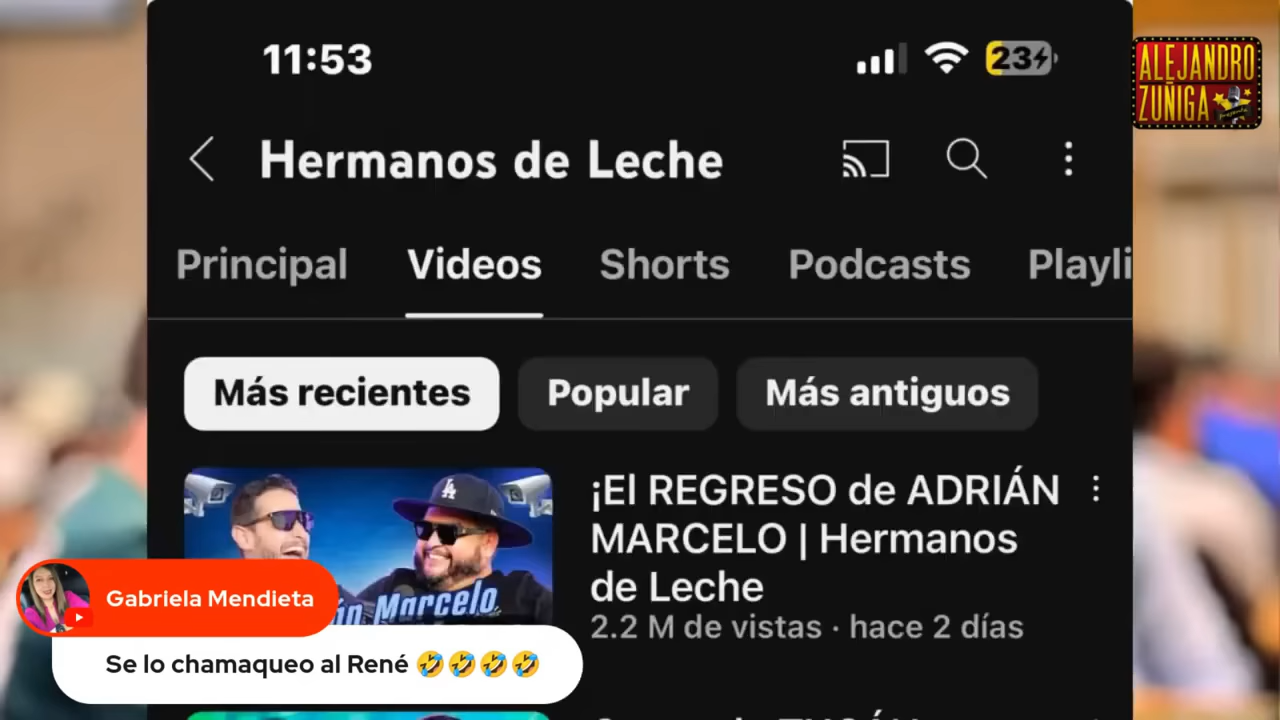 11:53
23
ALEJANDRO
ZUÑIGA
Hermanos de Leche
Principal
Videos
Shorts
Podcasts
Playli
Más recientes
Popular
Más antiguos
LA
Marcelo
¡El REGRESO de ADRIÁN
MARCELO | Hermanos
de Leche
2.2 M de vistas · hace 2 días
Gabriela Mendieta
Se lo chamaqueo al René 🤣🤣🤣🤣